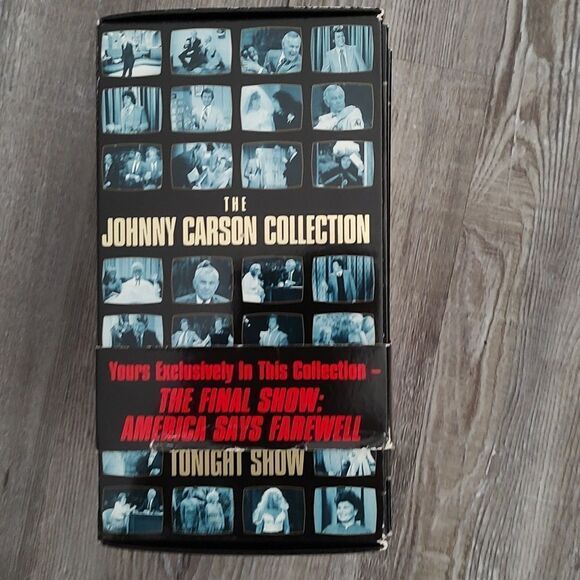 THE
JOHNNY CARSON COLLECTION
Yours Exclusively In This Collection –
THE FINAL SHOW:
AMERICA SAYS FAREWELL
TONIGHT SHOW